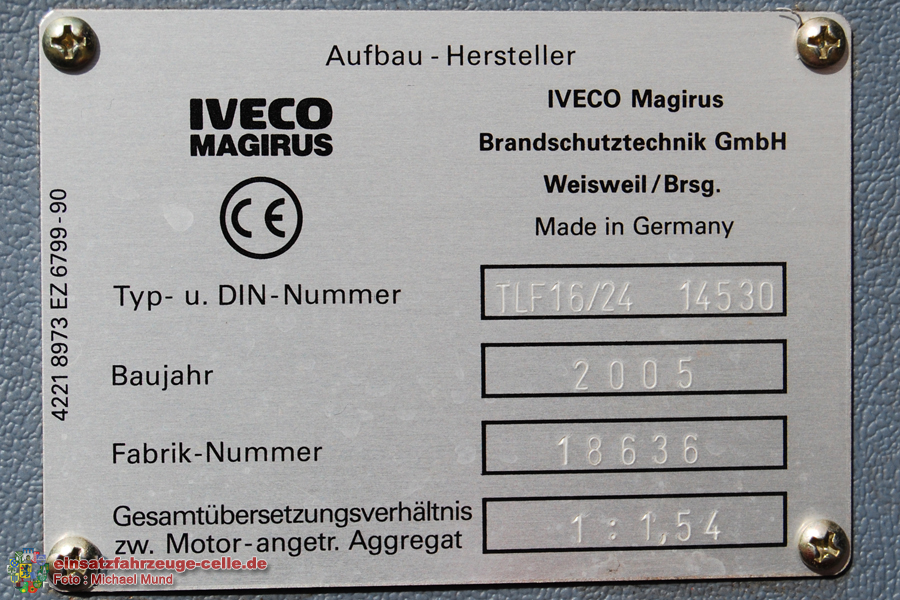 Aufbau - Hersteller
IVECO
MAGIRUS
IVECO Magirus
Brandschutztechnik GmbH
Weisweil/Brsg.
Made in Germany
CE
4221 8973 EZ 6799-90
Typ- u. DIN-Nummer TLF16/24 14530
Baujahr 2005
Fabrik-Nummer 18636
Gesamtübersetzungsverhältnis
zw. Motor-angetr. Aggregat 1 : 1,54
einsatzfahrzeuge-celle.de
Foto : Michael Mund